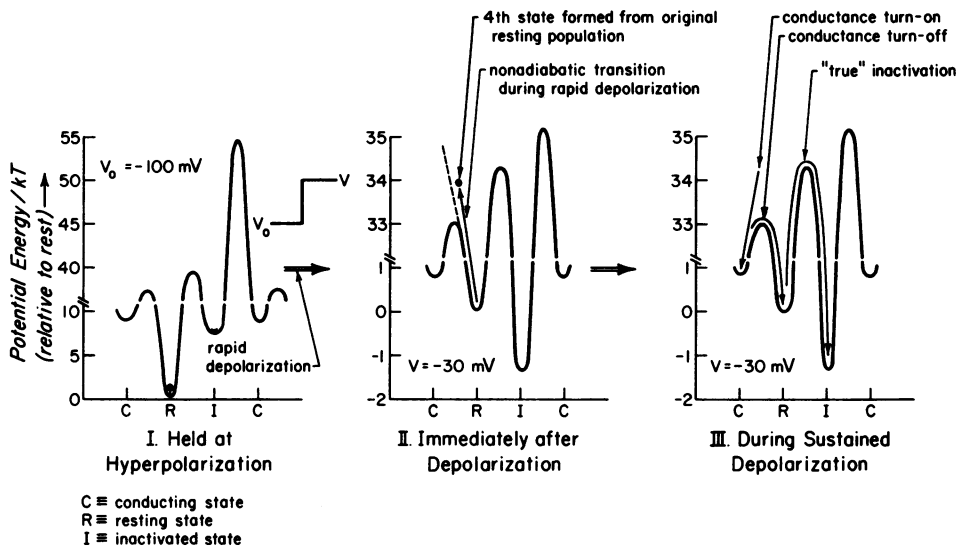 4th state formed from original
resting population
nonadiabatic transition
during rapid depolarization
conductance turn-on
conductance turn-off
"true" inactivation
Potential Energy/kT
(relative to rest)
55
50
45
40
10
5
0
V₀ = -100 mV
V₀
V
rapid
depolarization
C R I C
I. Held at
Hyperpolarization
35
34
33
1
0
-1
-2
V = -30 mV
C R I C
II. Immediately after
Depolarization
35
34
33
1
0
-1
-2
V = -30 mV
C R I C
III. During Sustained
Depolarization
C ≡ conducting state
R ≡ resting state
I ≡ inactivated state